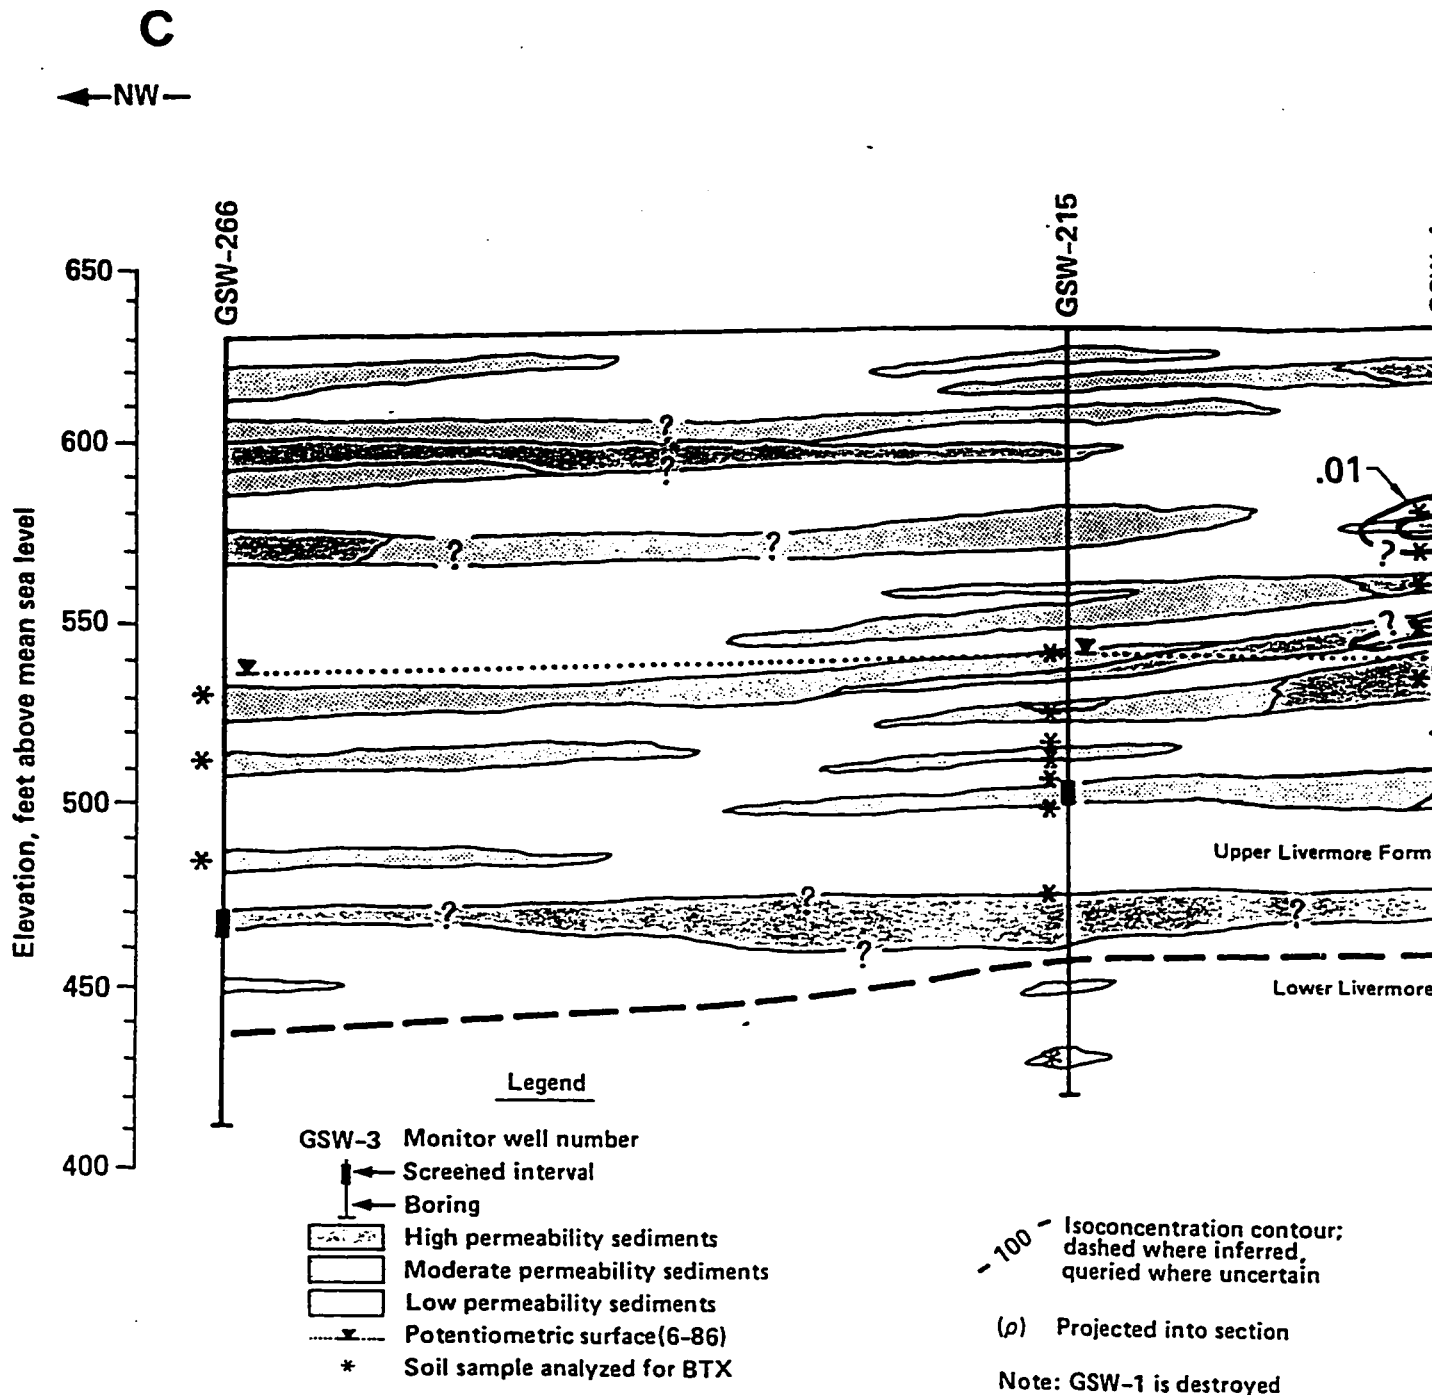 C
NW
GSW-266
GSW-215
650
600
550
500
450
400
Elevation, feet above mean sea level
?
?
?
?
.01
?
?
Upper Livermore Form
?
?
?
?
Lower Livermore
Legend
GSW-3 Monitor well number
Screened interval
Boring
High permeability sediments
Moderate permeability sediments
Low permeability sediments
Potentiometric surface(6-86)
* Soil sample analyzed for BTX
100 Isoconcentration contour;
dashed where inferred,
queried where uncertain
(ρ) Projected into section
Note: GSW-1 is destroyed